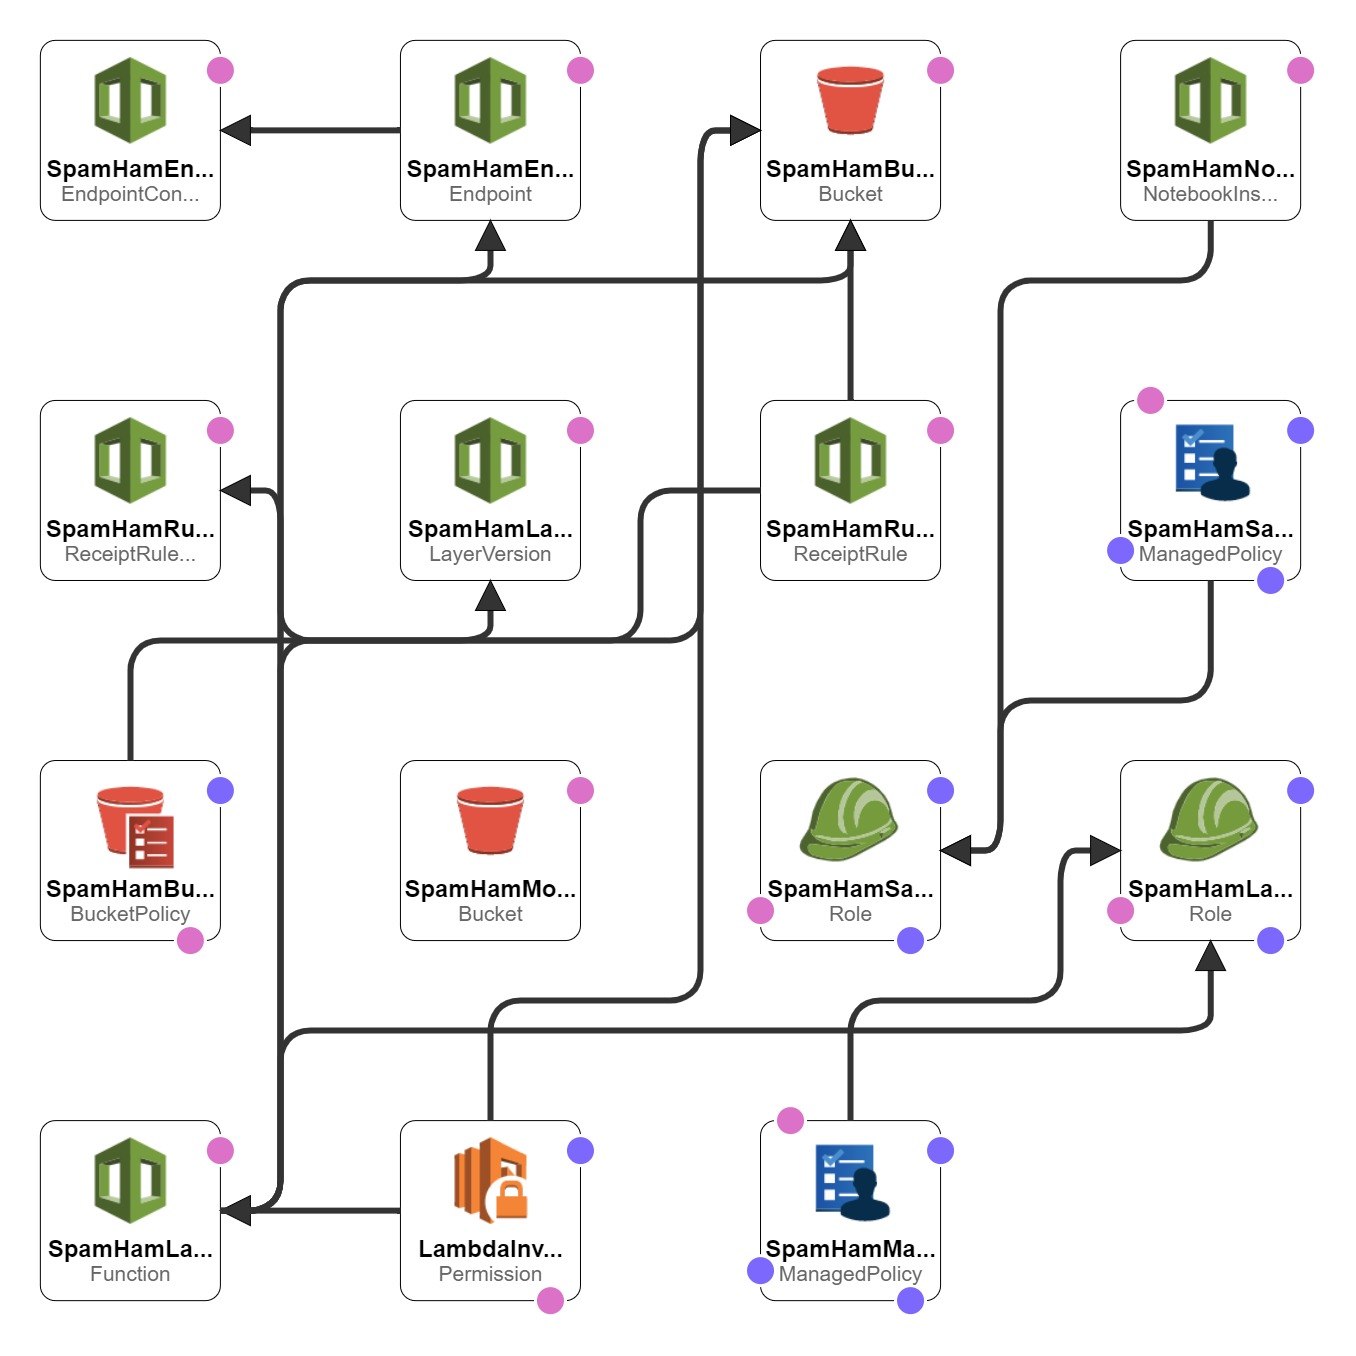 SpamHamEn...
EndpointCon...
SpamHamEn...
Endpoint
SpamHamBu...
Bucket
SpamHamNo...
NotebookIns...
SpamHamRu...
ReceiptRule...
SpamHamLa...
LayerVersion
SpamHamRu...
ReceiptRule
SpamHamSa...
ManagedPolicy
SpamHamBu...
BucketPolicy
SpamHamMo...
Bucket
SpamHamSa...
Role
SpamHamLa...
Role
SpamHamLa...
Function
LambdaInv...
Permission
SpamHamMa...
ManagedPolicy